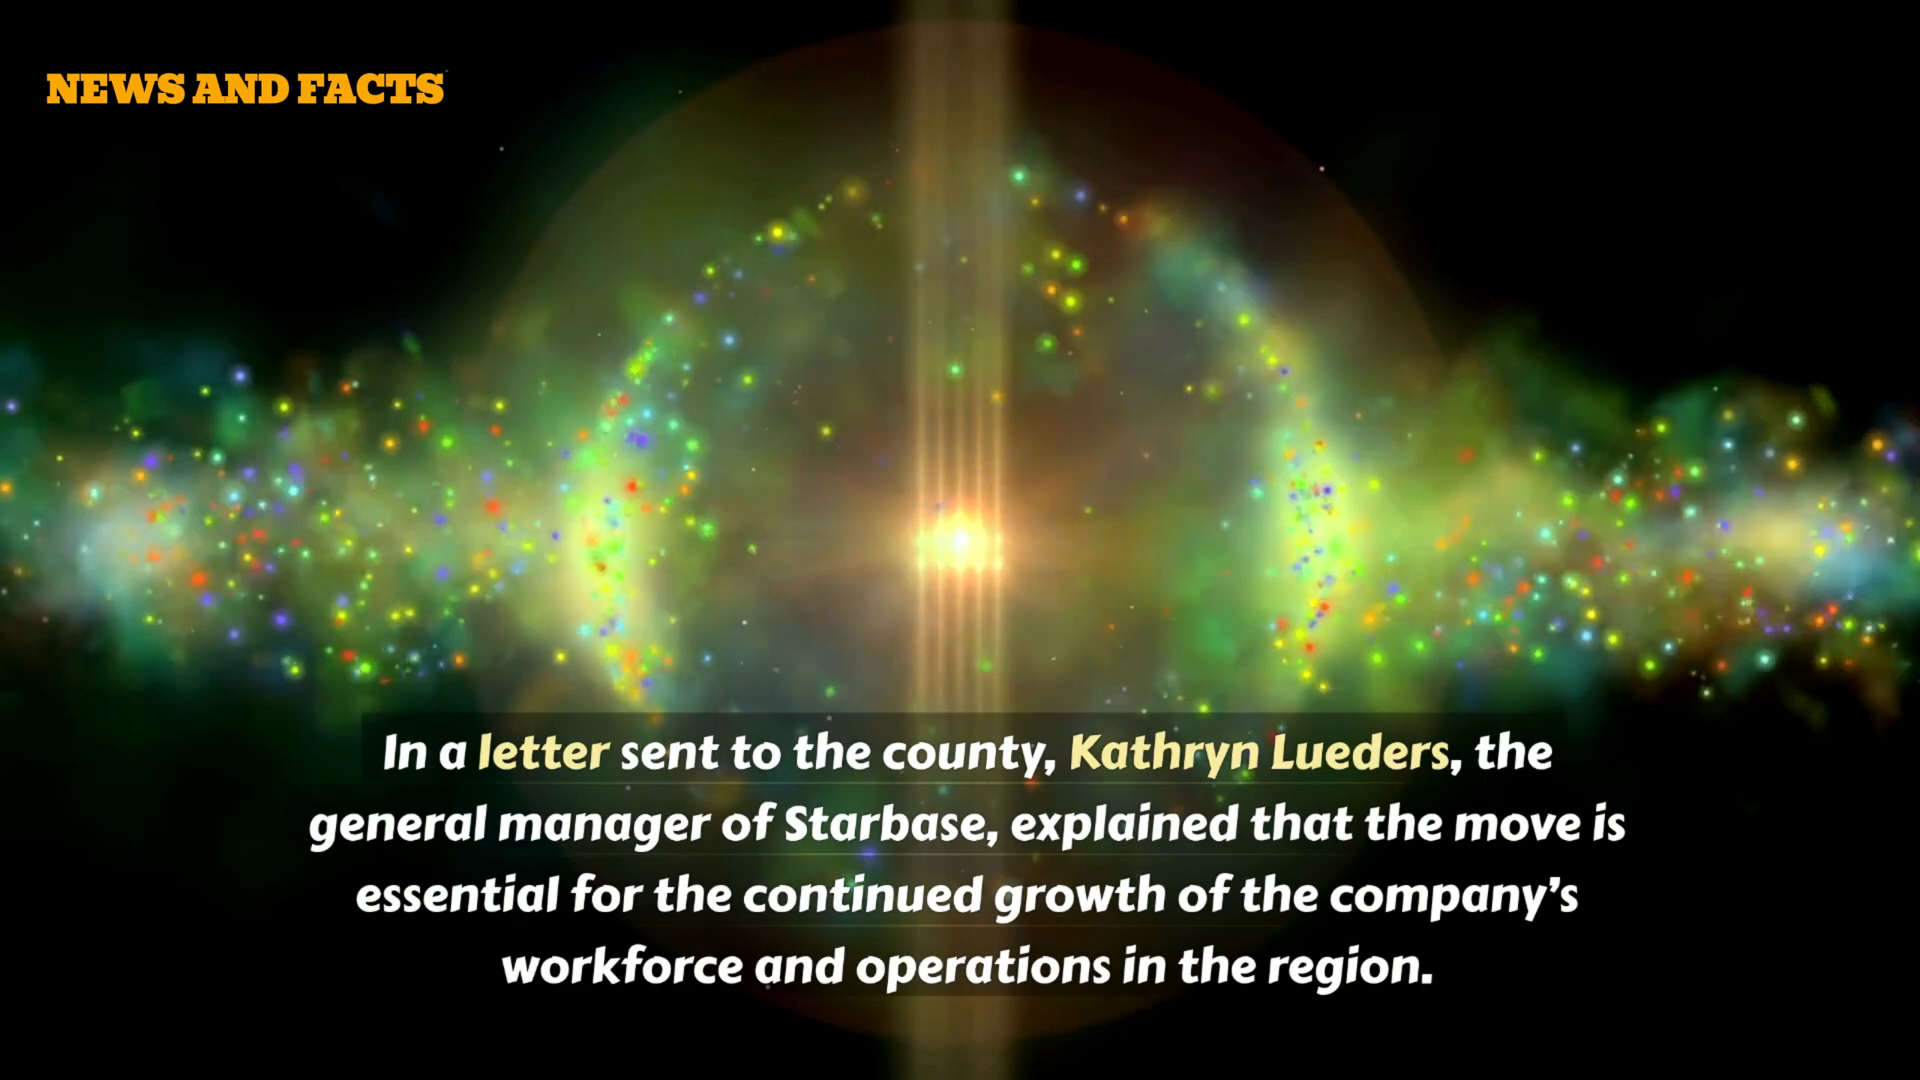 NEWS AND FACTS
In a letter sent to the county, Kathryn Lueders, the
general manager of Starbase, explained that the move is
essential for the continued growth of the company’s
workforce and operations in the region.